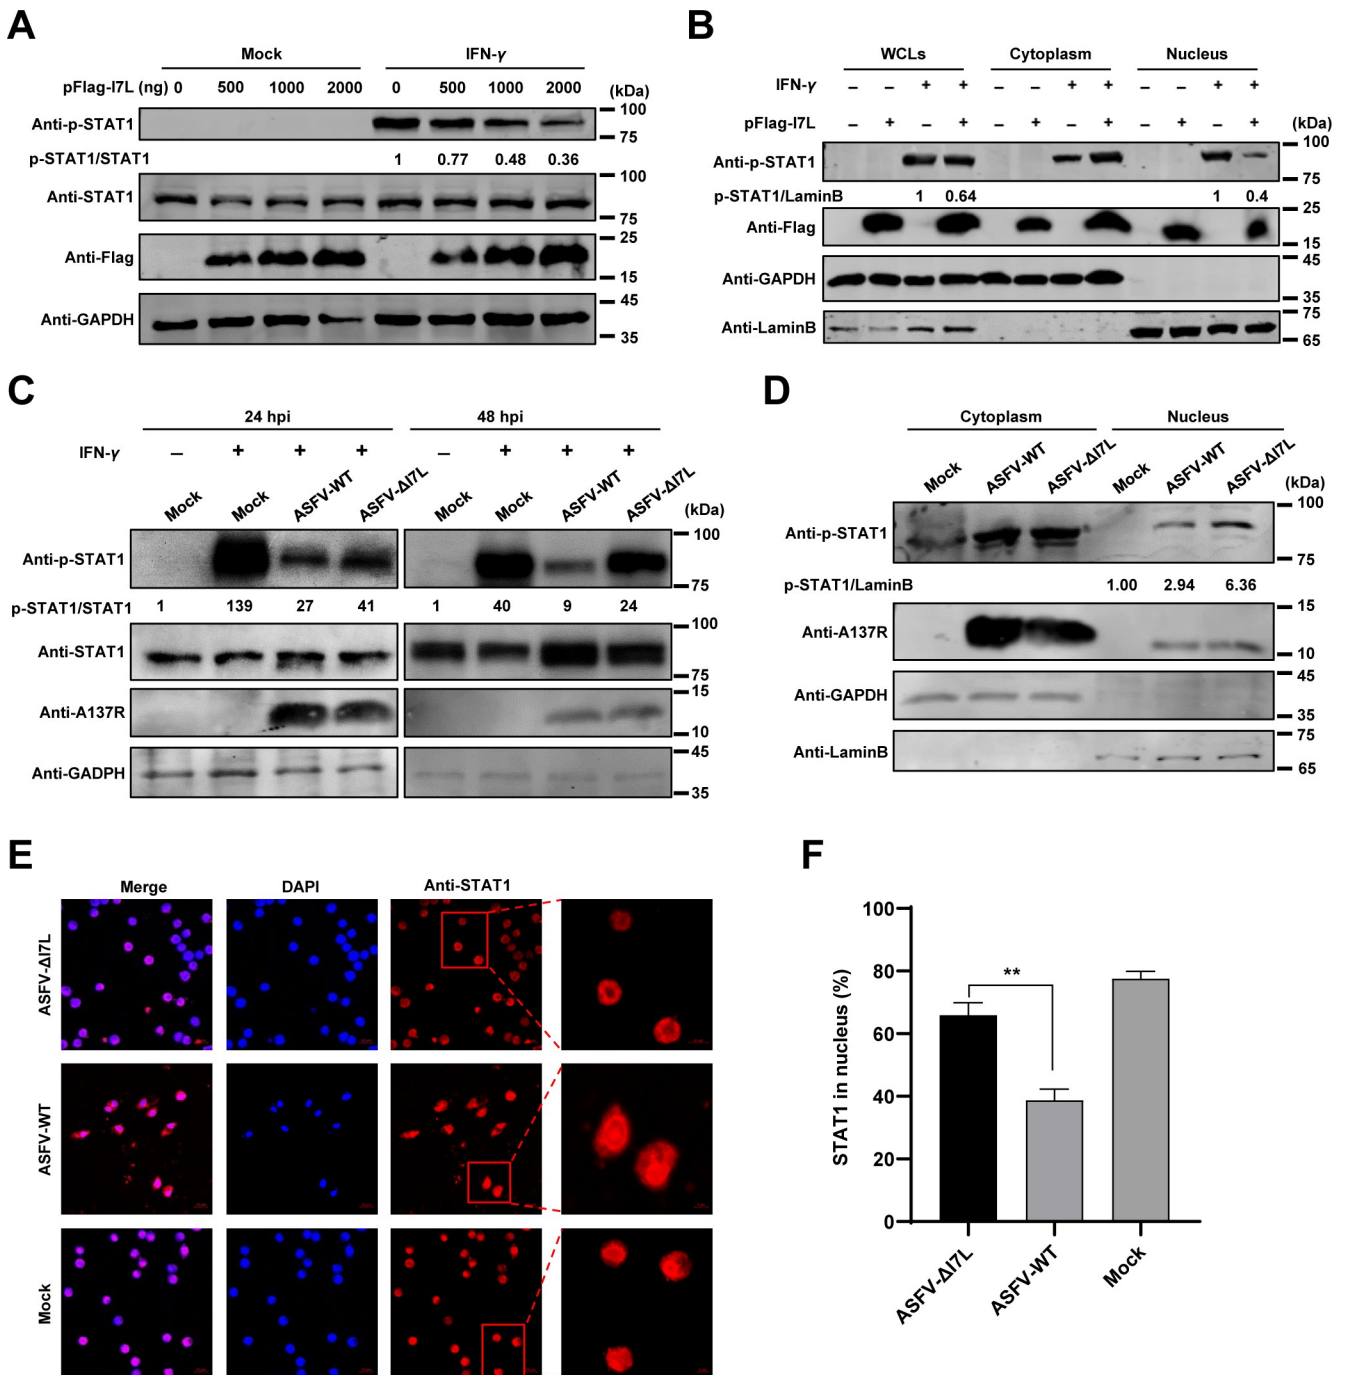 A
Mock IFN-γ
pFlag-I7L (ng) 0 500 1000 2000 0 500 1000 2000 (kDa)
Anti-p-STAT1 100
75
p-STAT1/STAT1 1 0.77 0.48 0.36
Anti-STAT1 100
75
Anti-Flag 25
15
Anti-GAPDH 45
35
B
WCLs Cytoplasm Nucleus
IFN-γ – – + + – – + + – – + +
pFlag-I7L – + – + – + – + – + – + (kDa)
Anti-p-STAT1 100
75
p-STAT1/LaminB 1 0.64 1 0.4
Anti-Flag 25
15
Anti-GAPDH 45
35
Anti-LaminB 75
65
C
24 hpi 48 hpi
IFN-γ – + + + – + + +
Mock Mock ASFV-WT ASFV-ΔI7L Mock Mock ASFV-WT ASFV-ΔI7L (kDa)
Anti-p-STAT1 100
75
p-STAT1/STAT1 1 139 27 41 1 40 9 24
Anti-STAT1 100
75
Anti-A137R 15
10
Anti-GADPH 45
35
D
Cytoplasm Nucleus
Mock ASFV-WT ASFV-ΔI7L Mock ASFV-WT ASFV-ΔI7L (kDa)
Anti-p-STAT1 100
75
p-STAT1/LaminB 1.00 2.94 6.36
Anti-A137R 15
10
Anti-GAPDH 45
35
Anti-LaminB 75
65
E
Merge DAPI Anti-STAT1
ASFV-ΔI7L
ASFV-WT
Mock
F
STAT1 in nucleus (%)
100
80
60
40
20
0
**
ASFV-ΔI7L ASFV-WT Mock